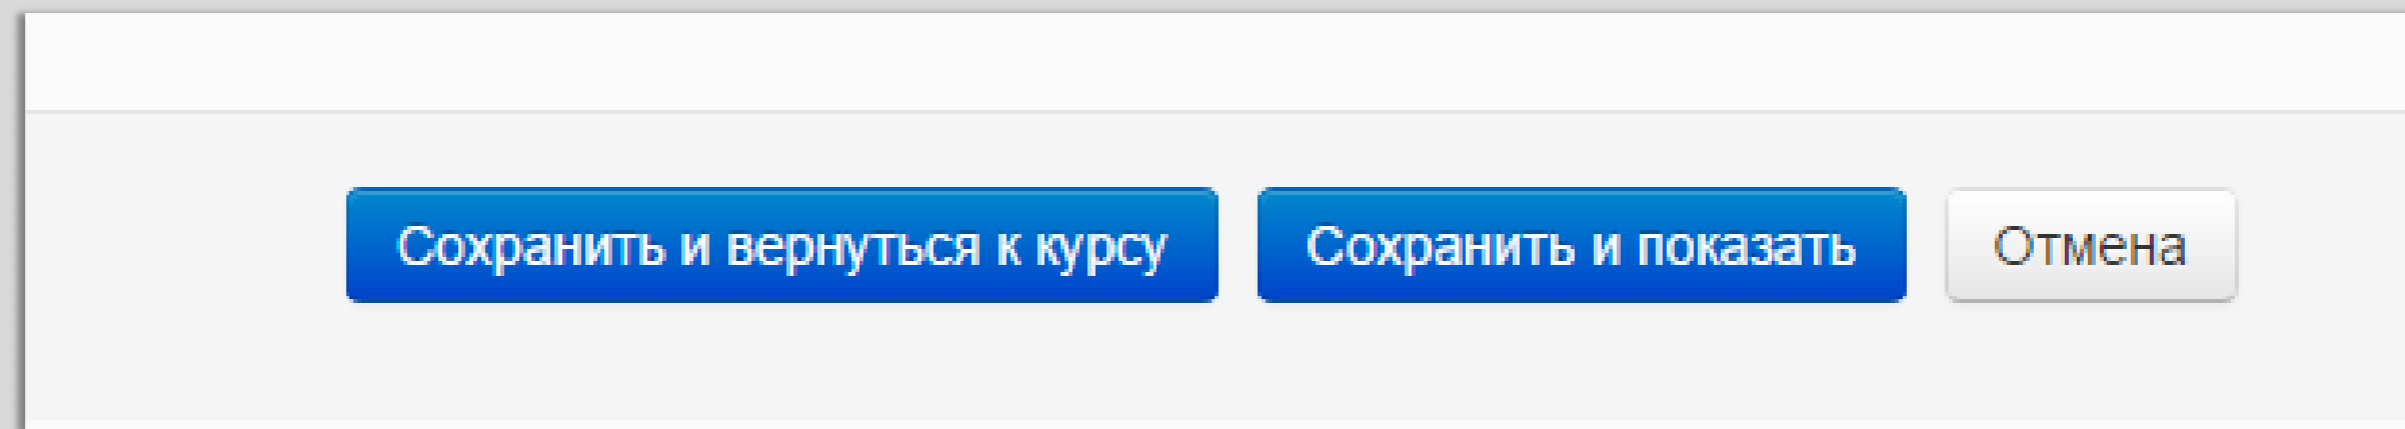 Сохранить и вернуться к курсу Сохранить и показать Отмена